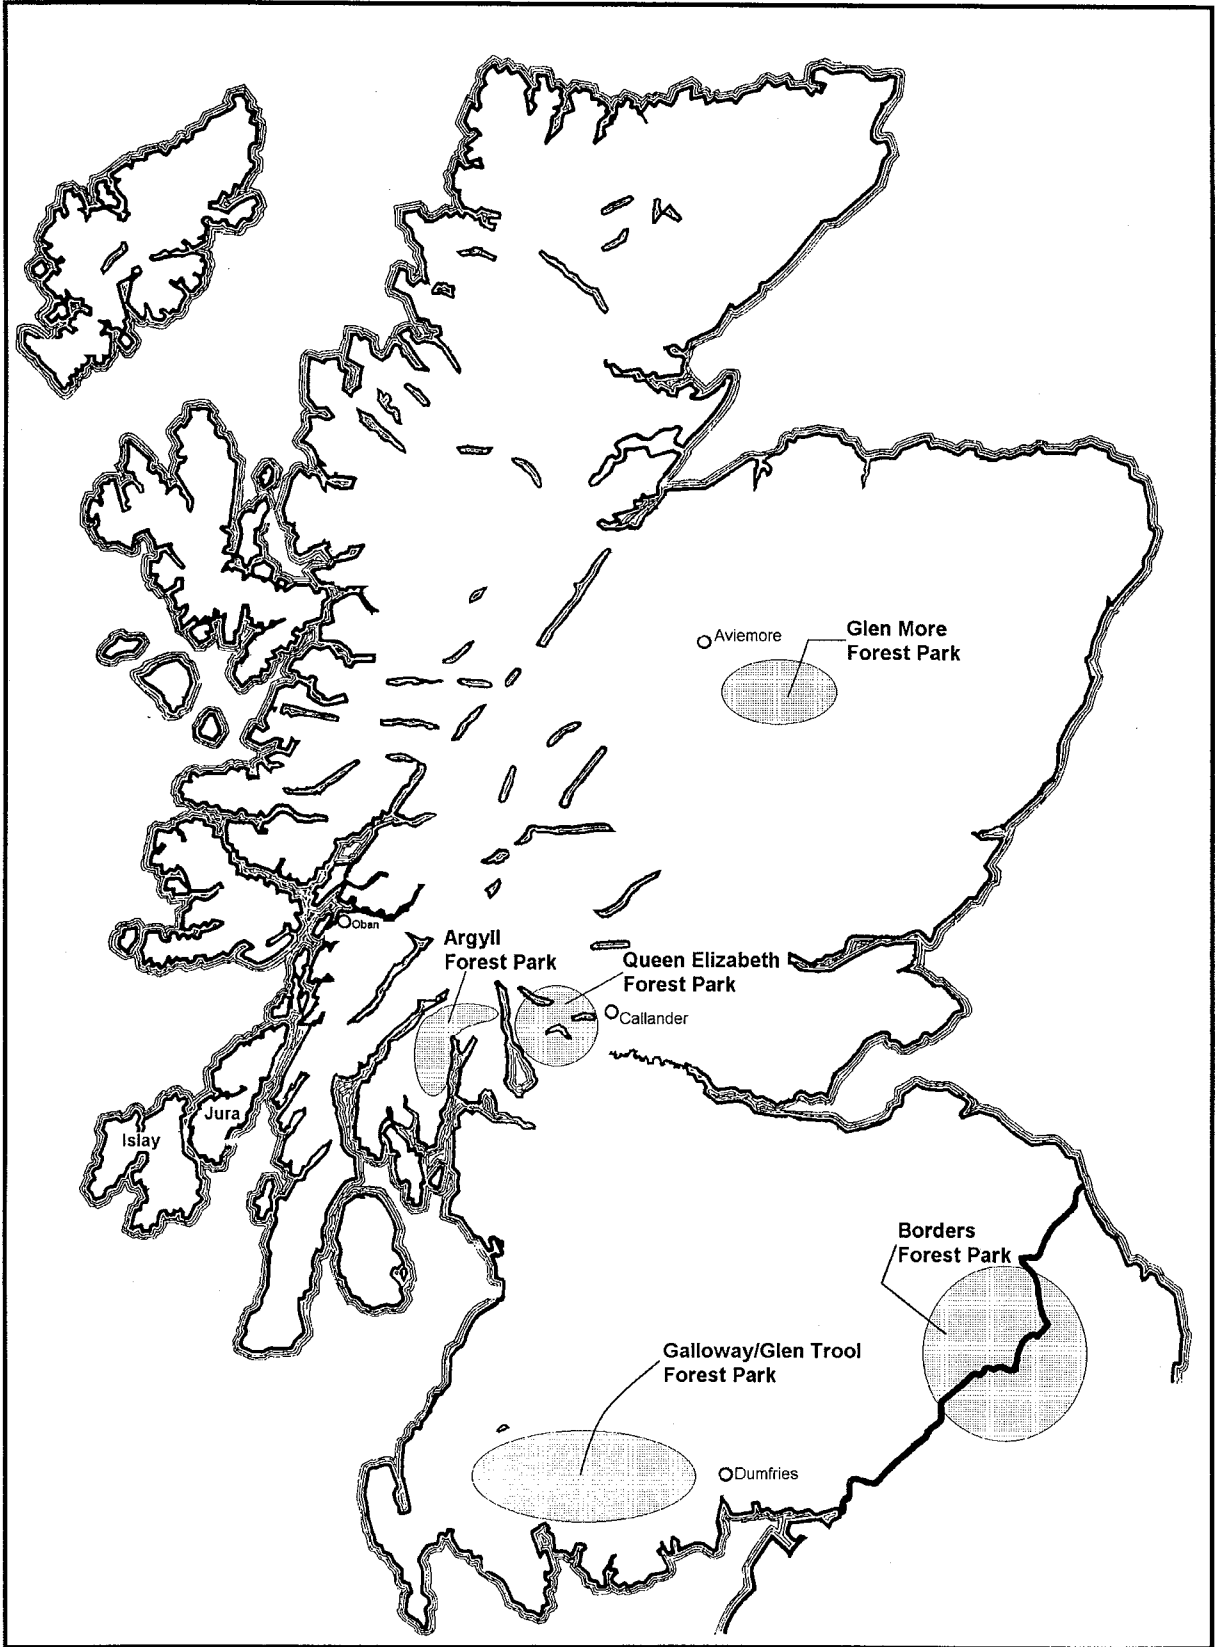 Aviemore
Glen More
Forest Park
Oban
Argyll
Forest Park
Queen Elizabeth
Forest Park
Callander
Jura
Islay
Borders
Forest Park
Galloway/Glen Trool
Forest Park
Dumfries